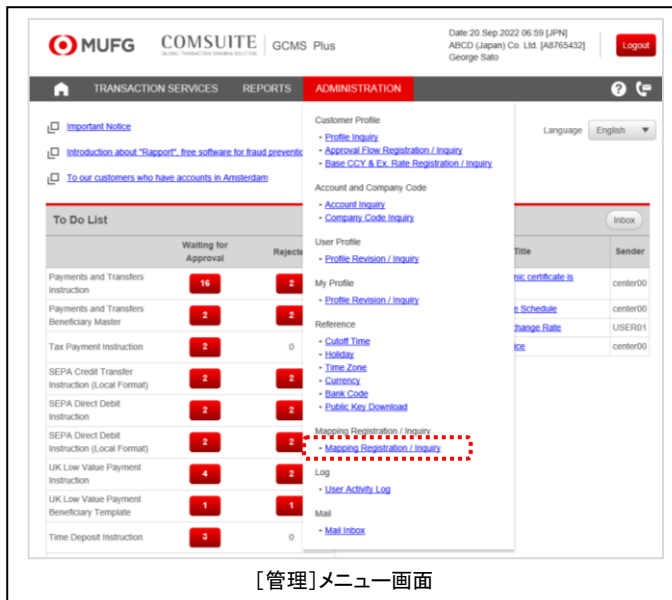 MUFG COMSUITE GCMS Plus
Date:20 Sep.2022 06:59 [JPN]
ABCD (Japan) Co. Ltd. [A8765432]
George Sato
Logout
TRANSACTION SERVICES REPORTS ADMINISTRATION
Important Notice
Introduction about "Rapport", free software for fraud preventic
To our customers who have accounts in Amsterdam
Language English
Customer Profile
・Profile Inquiry
・Approval Flow Registration / Inquiry
・Base CCY & Ex. Rate Registration / Inquiry
Account and Company Code
・Account Inquiry
・Company Code Inquiry
User Profile
・Profile Revision / Inquiry
My Profile
・Profile Revision / Inquiry
Reference
・Cutoff Time
・Holiday
・Time Zone
・Currency
・Bank Code
・Public Key Download
Mapping Registration / Inquiry
・Mapping Registration / Inquiry
Log
・User Activity Log
Mail
・Mail Inbox
To Do List
Waiting for Approval Rejecte
Payments and Transfers Instruction 16 2
Payments and Transfers Beneficiary Master 2 2
Tax Payment Instruction 2 0
SEPA Credit Transfer Instruction (Local Format) 2 2
SEPA Direct Debit Instruction 2 2
SEPA Direct Debit Instruction (Local Format) 2 2
UK Low Value Payment Instruction 4 2
UK Low Value Payment Beneficiary Template 1 1
Time Deposit Instruction 3 0
Inbox
Title Sender
nic certificate is center00
e Schedule center00
change Rate USER01
ice center00
[管理]メニュー画面